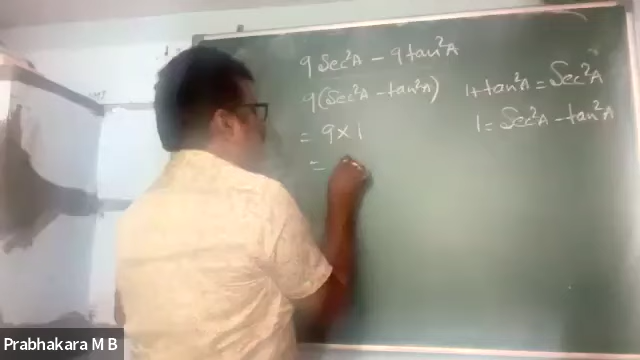 9 Sec²A - 9 tan²A
9(Sec²A - tan²A)
1 + tan²A = Sec²A
= 9 × 1
1 = Sec²A - tan²A
=
Prabhakara M B